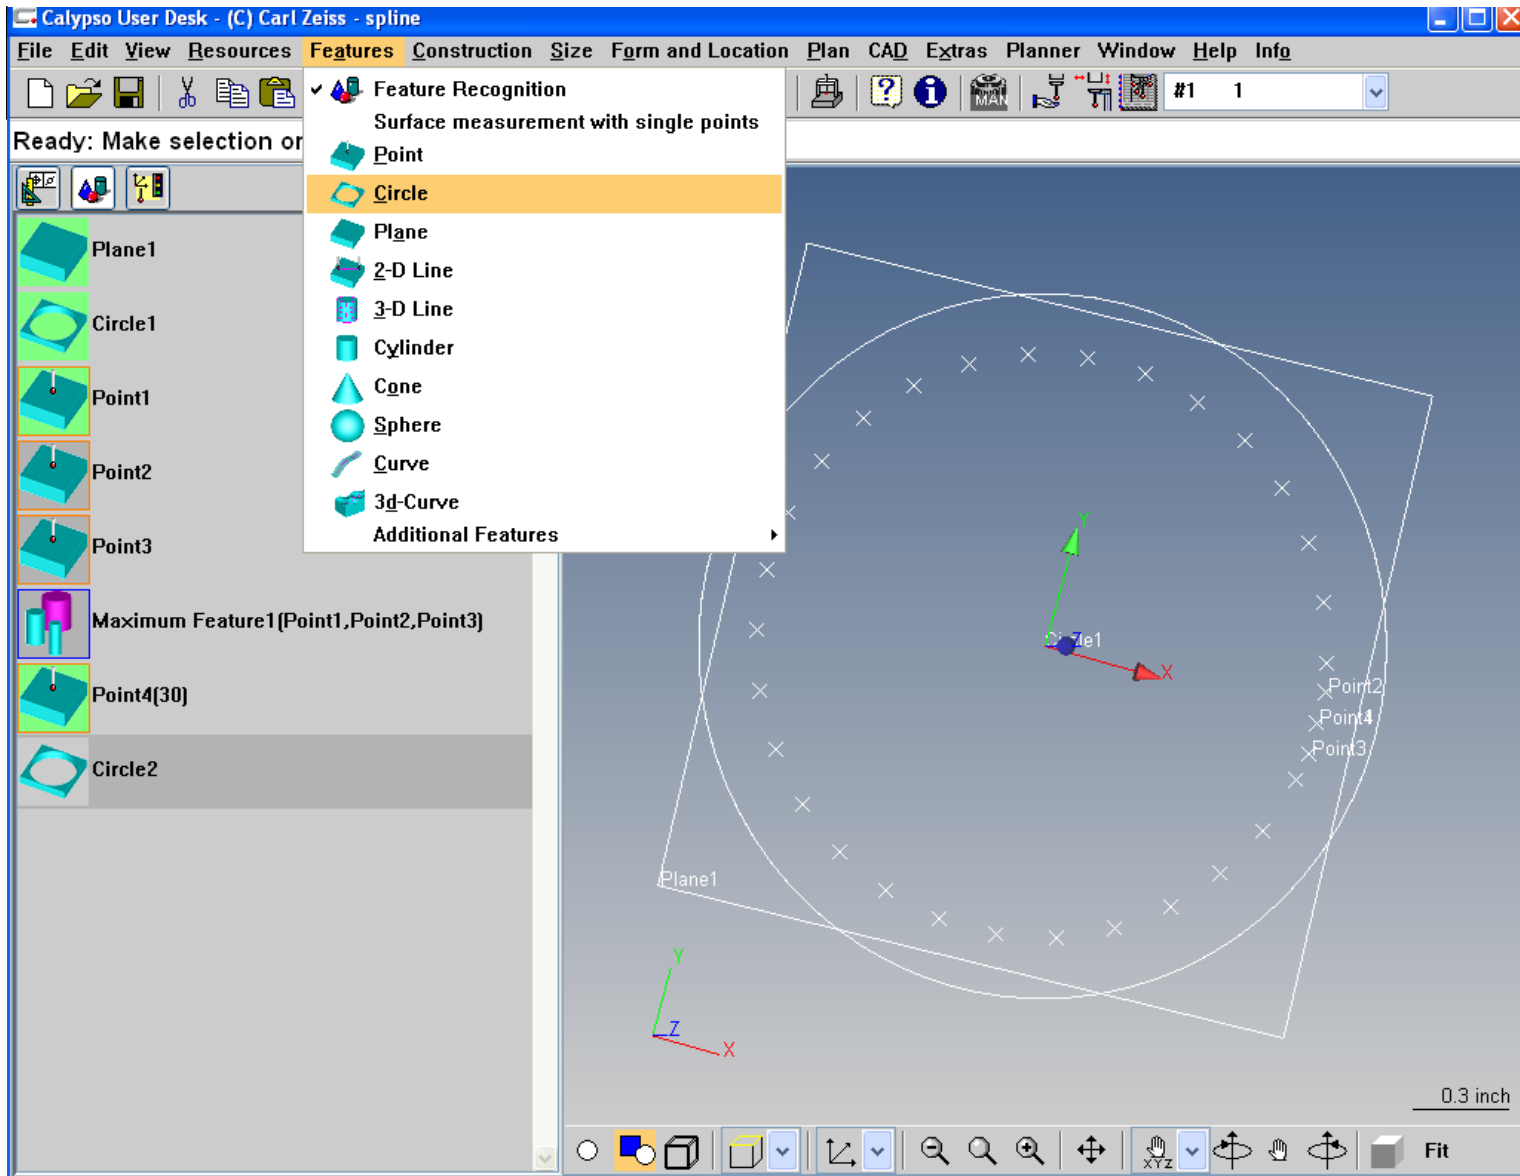 Calypso User Desk - (C) Carl Zeiss - spline
File Edit View Resources Features Construction Size Form and Location Plan CAD Extras Planner Window Help Info
MAN #1 1
Ready: Make selection or
Feature Recognition
Surface measurement with single points
Point
Circle
Plane
2-D Line
3-D Line
Cylinder
Cone
Sphere
Curve
3d-Curve
Additional Features
Plane1
Circle1
Point1
Point2
Point3
Maximum Feature1(Point1,Point2,Point3)
Point4(30)
Circle2
Y
Circle1
Z
X
Point2
Point4
Point3
Plane1
Y
Z
X
0.3 inch
XYZ
Fit